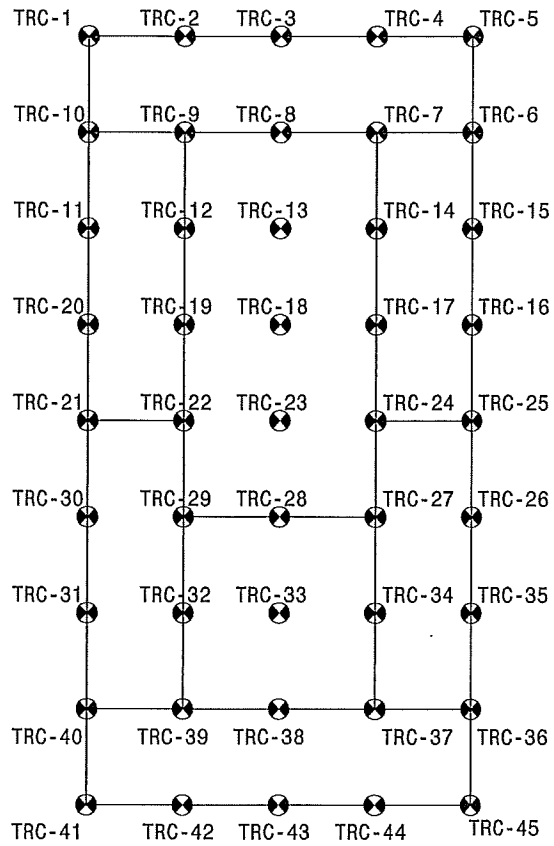 TRC-1 TRC-2 TRC-3 TRC-4 TRC-5
TRC-10 TRC-9 TRC-8 TRC-7 TRC-6
TRC-11 TRC-12 TRC-13 TRC-14 TRC-15
TRC-20 TRC-19 TRC-18 TRC-17 TRC-16
TRC-21 TRC-22 TRC-23 TRC-24 TRC-25
TRC-30 TRC-29 TRC-28 TRC-27 TRC-26
TRC-31 TRC-32 TRC-33 TRC-34 TRC-35
TRC-40 TRC-39 TRC-38 TRC-37 TRC-36
TRC-41 TRC-42 TRC-43 TRC-44 TRC-45